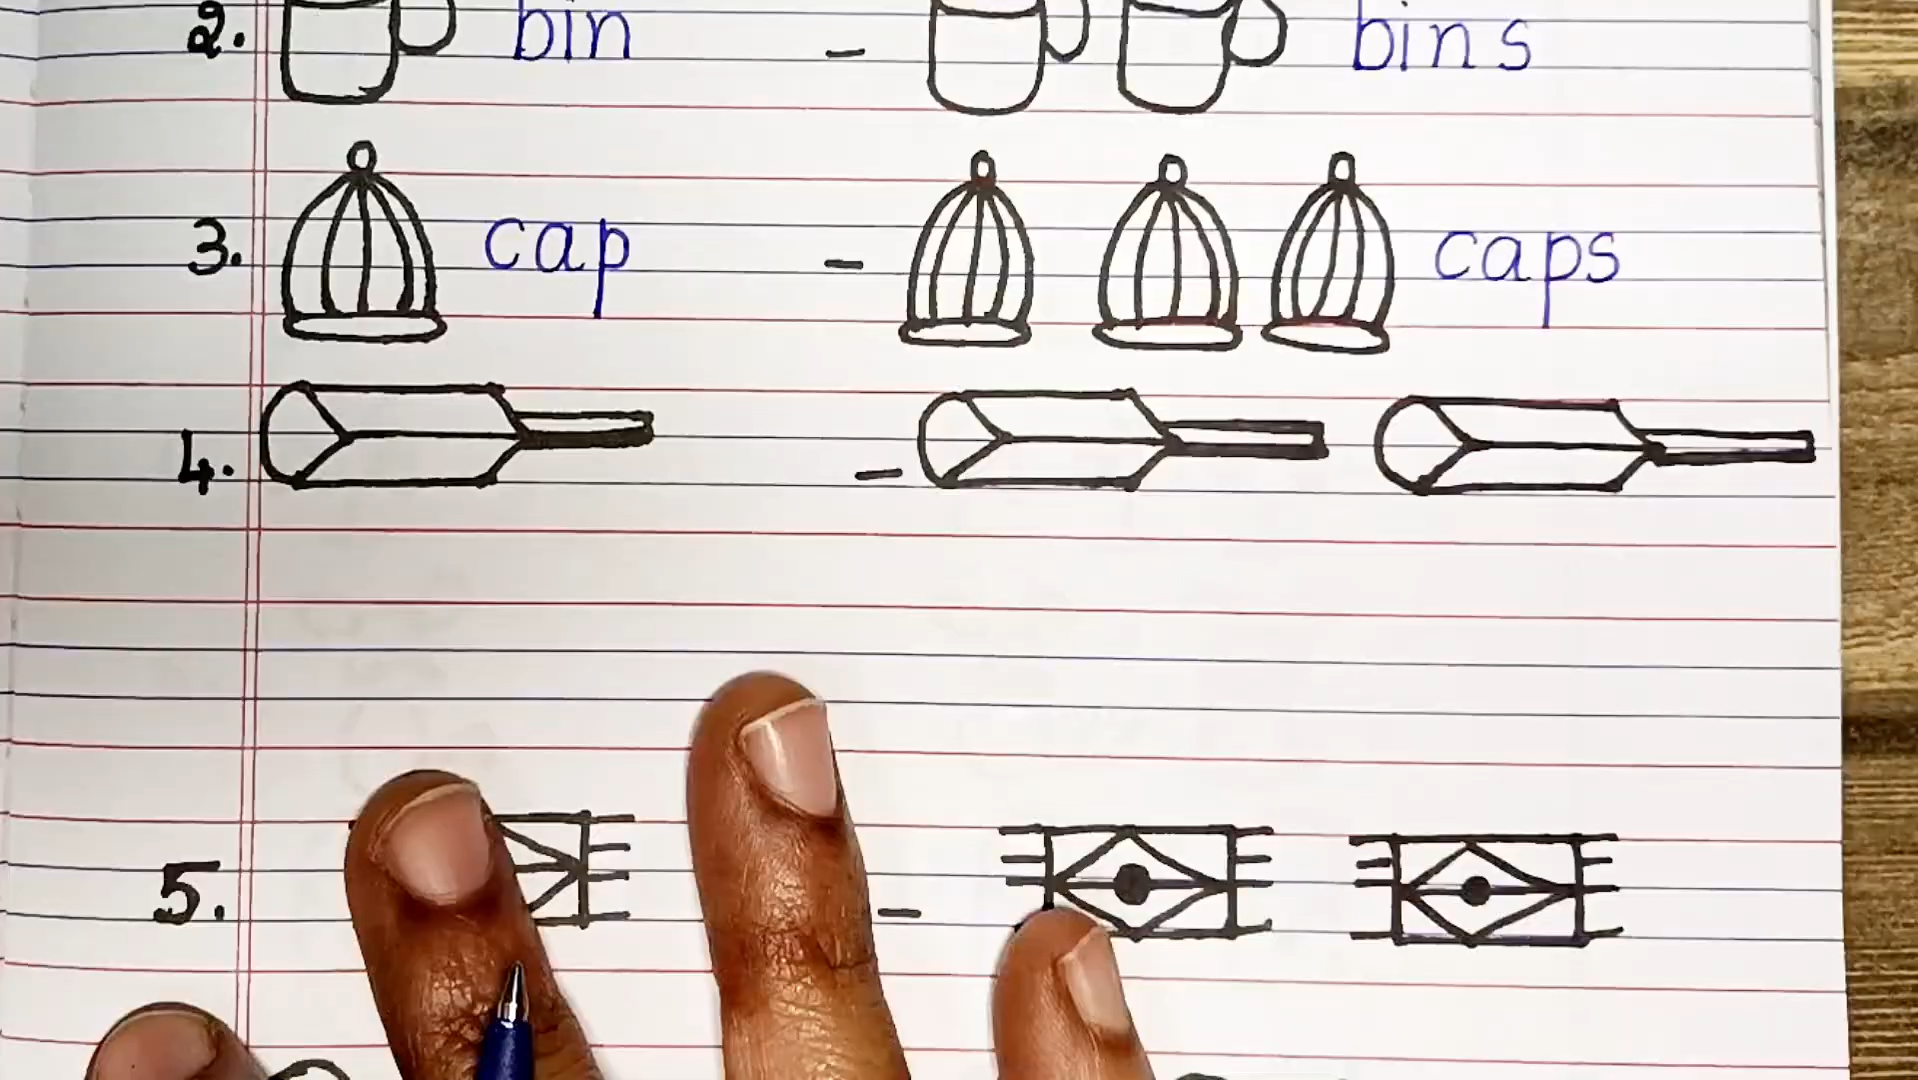 2. bin - bins
3. cap - caps
4. -
5. -